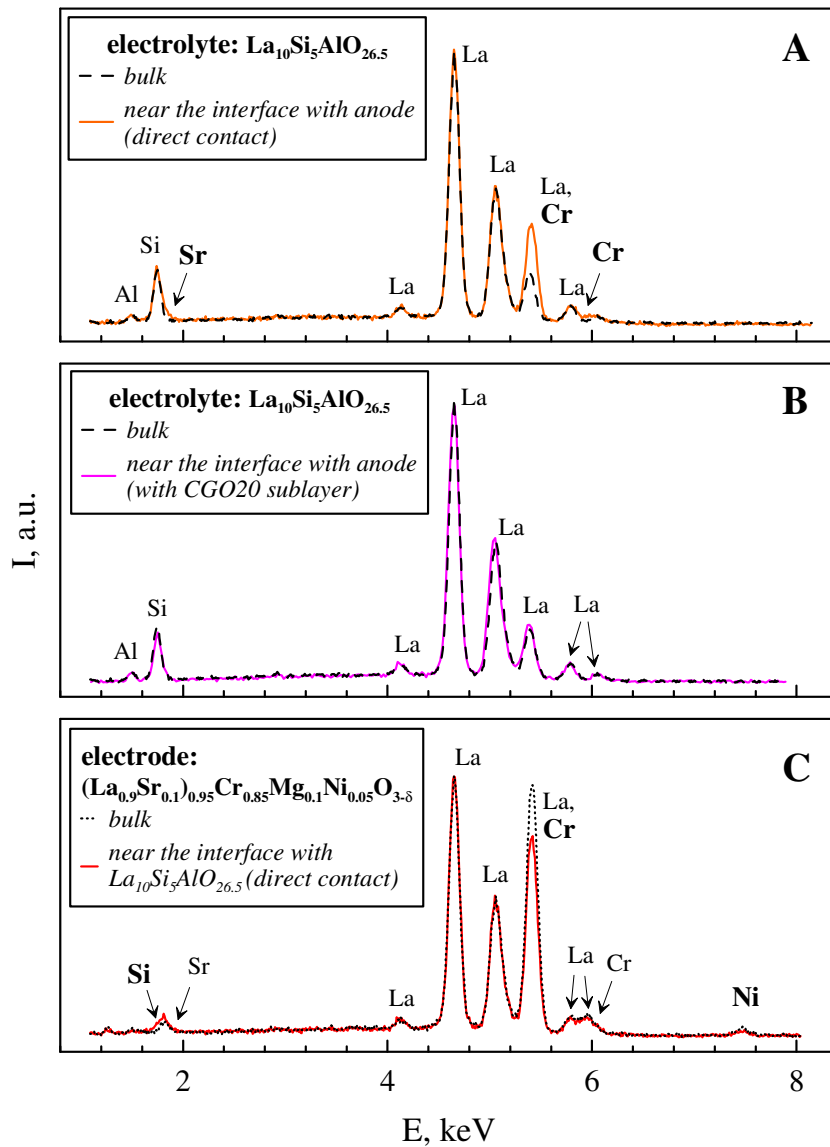 A
electrolyte: La10Si5AlO26.5
bulk
near the interface with anode
(direct contact)
La
La
La,
Cr
Si
Sr
Al
La
La
Cr
B
electrolyte: La10Si5AlO26.5
bulk
near the interface with anode
(with CGO20 sublayer)
La
La
La
La
Si
Al
La
I, a.u.
C
electrode:
(La0.9Sr0.1)0.95Cr0.85Mg0.1Ni0.05O3-δ
bulk
near the interface with
La10Si5AlO26.5 (direct contact)
La
La,
Cr
La
Si
Sr
La
La
Cr
Ni
2
4
6
8
E, keV